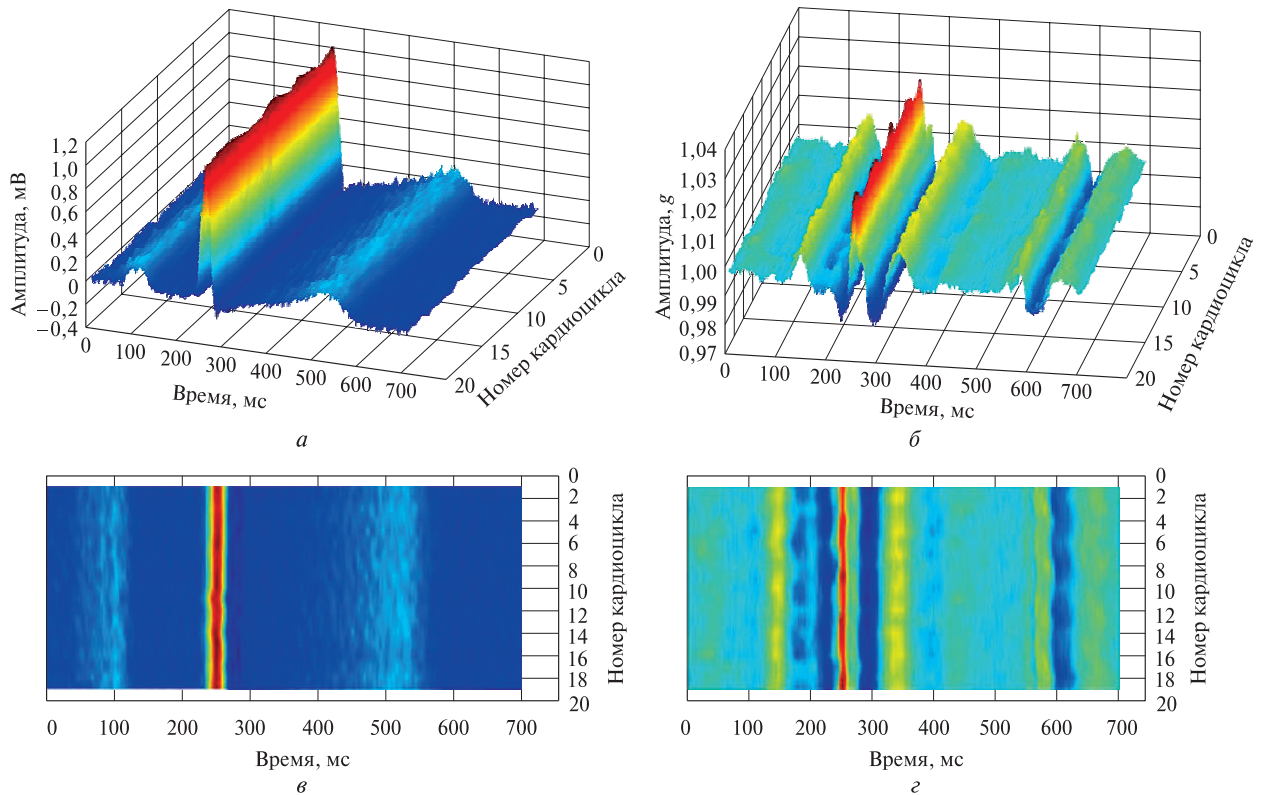 1,2
1,0
0,8
0,6
0,4
0,2
0
−0,2
−0,4
Амплитуда, мВ
0 100 200 300 400 500 600 700
Время, мс
0
5
10
15
20
Номер кардиоцикла
а
1,04
1,03
1,02
1,01
1,00
0,99
0,98
0,97
Амплитуда, g
0 100 200 300 400 500 600 700
Время, мс
0
5
10
15
20
Номер кардиоцикла
б
0
2
4
6
8
10
12
14
16
18
20
Номер кардиоцикла
0 100 200 300 400 500 600 700
Время, мс
в
0
2
4
6
8
10
12
14
16
18
20
Номер кардиоцикла
0 100 200 300 400 500 600 700
Время, мс
г